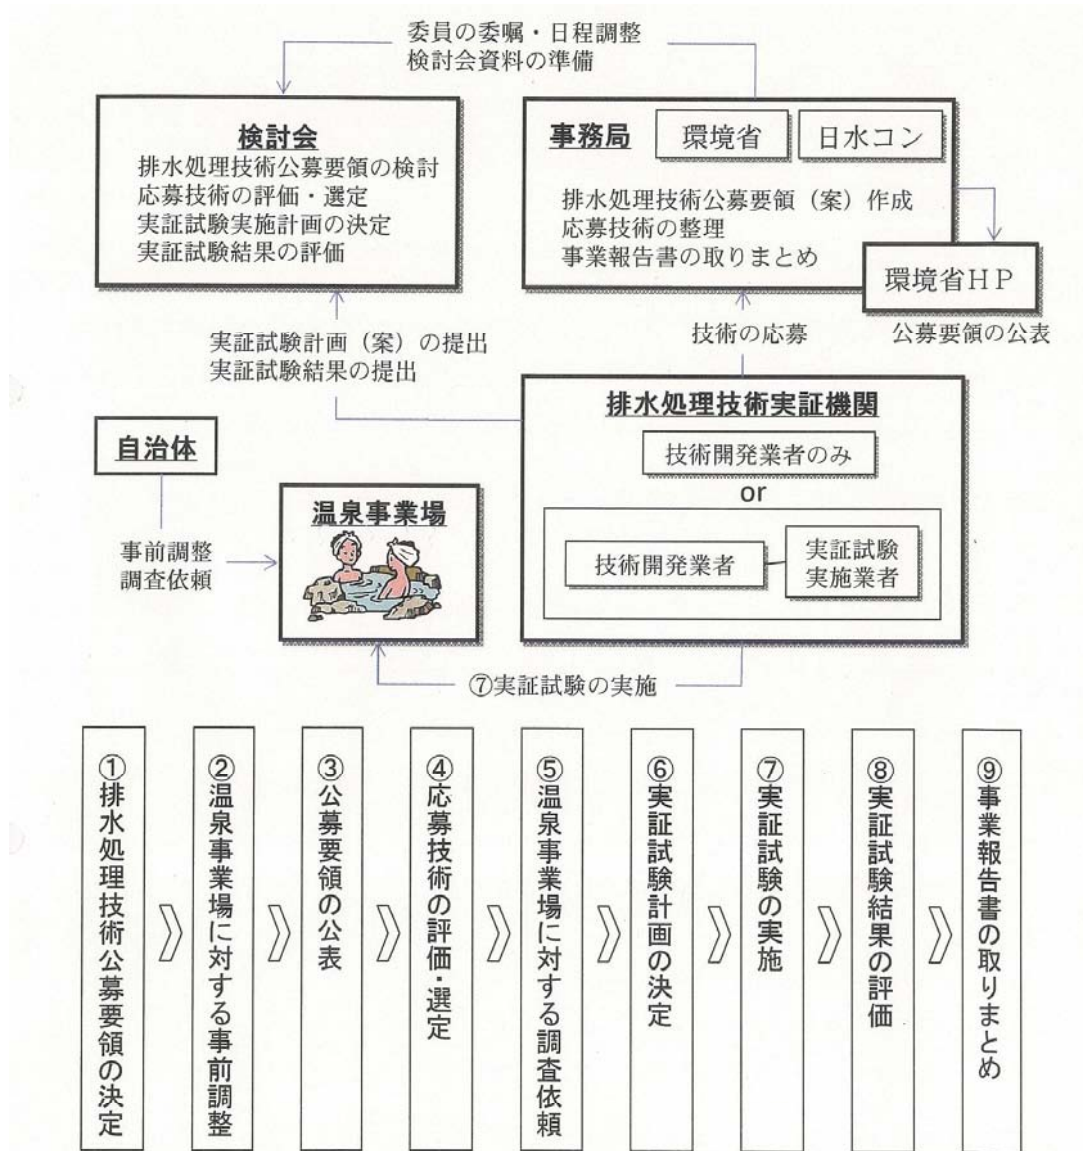 委員の委嘱・日程調整
検討会資料の準備
検討会
排水処理技術公募要領の検討
応募技術の評価・選定
実証試験実施計画の決定
実証試験結果の評価
事務局
環境省
日水コン
排水処理技術公募要領（案）作成
応募技術の整理
事業報告書の取りまとめ
環境省ＨＰ
公募要領の公表
実証試験計画（案）の提出
実証試験結果の提出
技術の応募
排水処理技術実証機関
技術開発業者のみ
or
技術開発業者
実証試験
実施業者
自治体
事前調整
調査依頼
温泉事業場
⑦実証試験の実施
①排水処理技術公募要領の決定
②温泉事業場に対する事前調整
③公募要領の公表
④応募技術の評価・選定
⑤温泉事業場に対する調査依頼
⑥実証試験計画の決定
⑦実証試験の実施
⑧実証試験結果の評価
⑨事業報告書の取りまとめ